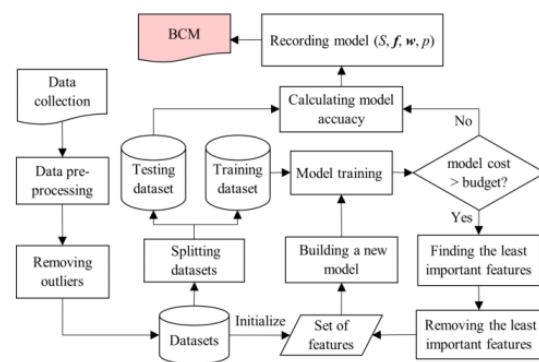 BCM
Recording model (S, f, w, p)
Data
collection
Calculating model
accuacy
No
Data pre-
processing
Testing
dataset
Training
dataset
Model training
model cost
> budget?
Yes
Removing
outliers
Splitting
datasets
Building a new
model
Finding the least
important features
Datasets
Initialize
Set of
features
Removing the least
important features